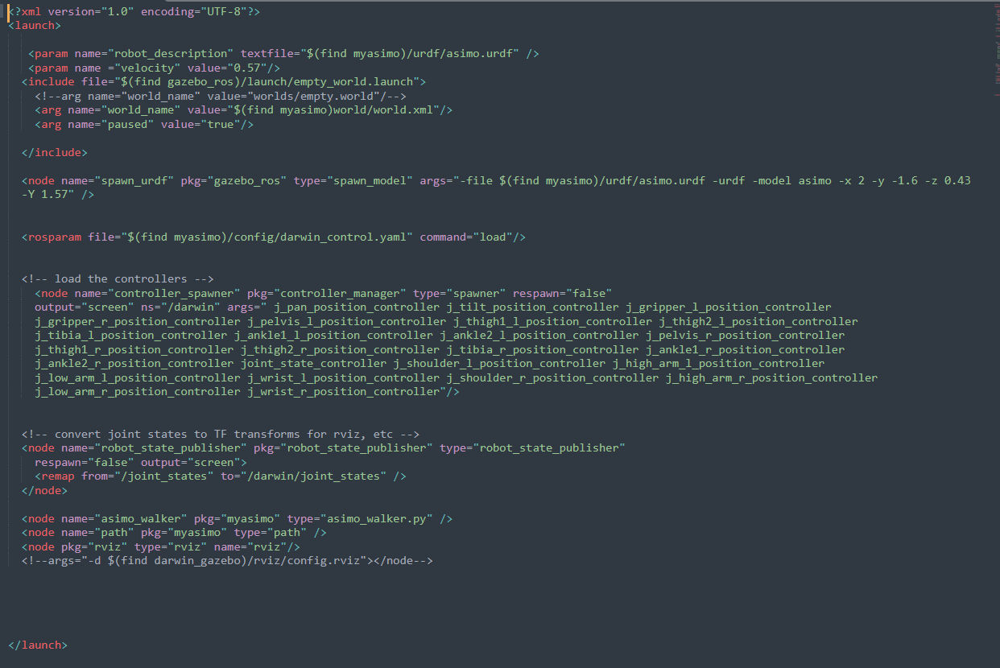 <?xml version="1.0" encoding="UTF-8"?>
<launch>
<param name="robot_description" textfile="$(find myasimo)/urdf/asimo.urdf" />
<param name ="velocity" value="0.57"/>
<include file="$(find gazebo_ros)/launch/empty_world.launch">
<!--arg name="world_name" value="worlds/empty.world"/-->
<arg name="world_name" value="$(find myasimo)world/world.xml"/>
<arg name="paused" value="true"/>
</include>
<node name="spawn_urdf" pkg="gazebo_ros" type="spawn_model" args="-file $(find myasimo)/urdf/asimo.urdf -urdf -model asimo -x 2 -y -1.6 -z 0.43
-Y 1.57" />
<rosparam file="$(find myasimo)/config/darwin_control.yaml" command="load"/>
<!-- load the controllers -->
<node name="controller_spawner" pkg="controller_manager" type="spawner" respawn="false"
output="screen" ns="/darwin" args=" j_pan_position_controller j_tilt_position_controller j_gripper_l_position_controller
j_gripper_r_position_controller j_pelvis_l_position_controller j_thigh1_l_position_controller j_thigh2_l_position_controller
j_tibia_l_position_controller j_ankle1_l_position_controller j_ankle2_l_position_controller j_pelvis_r_position_controller
j_thigh1_r_position_controller j_thigh2_r_position_controller j_tibia_r_position_controller j_ankle1_r_position_controller
j_ankle2_r_position_controller joint_state_controller j_shoulder_l_position_controller j_high_arm_l_position_controller
j_low_arm_l_position_controller j_wrist_l_position_controller j_shoulder_r_position_controller j_high_arm_r_position_controller
j_low_arm_r_position_controller j_wrist_r_position_controller"/>
<!-- convert joint states to TF transforms for rviz, etc -->
<node name="robot_state_publisher" pkg="robot_state_publisher" type="robot_state_publisher"
respawn="false" output="screen">
<remap from="/joint_states" to="/darwin/joint_states" />
</node>
<node name="asimo_walker" pkg="myasimo" type="asimo_walker.py" />
<node name="path" pkg="myasimo" type="path" />
<node pkg="rviz" type="rviz" name="rviz"/>
<!--args="-d $(find darwin_gazebo)/rviz/config.rviz"></node-->
</launch>